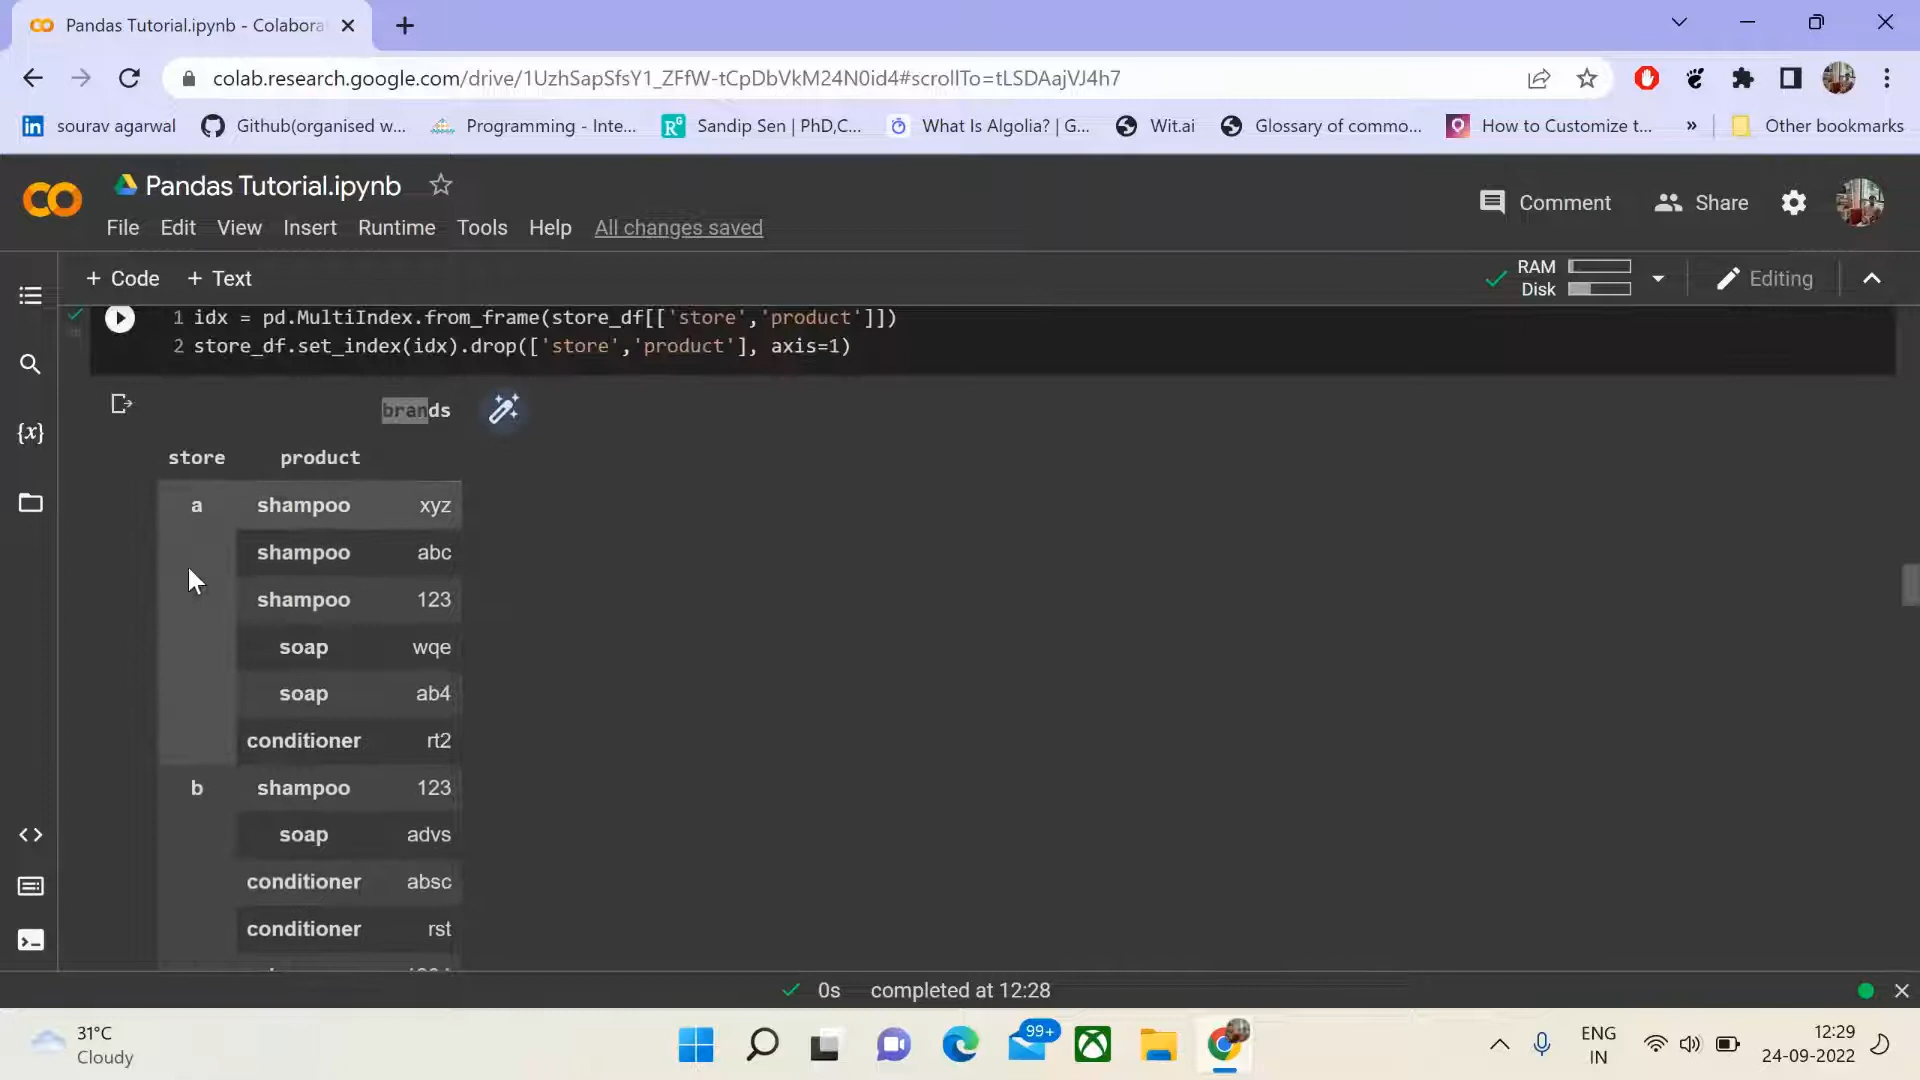 Pandas Tutorial.ipynb - Colabora
colab.research.google.com/drive/1UzhSapSfsY1_ZFfW-tCpDbVkM24N0id4#scrollTo=tLSDAajVJ4h7
sourav agarwal
Github(organised w...
Programming - Inte...
Sandip Sen | PhD,C...
What Is Algolia? | G...
Wit.ai
Glossary of commo...
How to Customize t...
»
Other bookmarks
Pandas Tutorial.ipynb
Comment
Share
File Edit View Insert Runtime Tools Help All changes saved
+ Code + Text
RAM
Disk
Editing
1 idx = pd.MultiIndex.from_frame(store_df[['store','product']])
2 store_df.set_index(idx).drop(['store','product'], axis=1)
brands
store product
a shampoo xyz
shampoo abc
shampoo 123
soap wqe
soap ab4
conditioner rt2
b shampoo 123
soap advs
conditioner absc
conditioner rst
0s completed at 12:28
31°C
Cloudy
99+
ENG
IN
12:29
24-09-2022